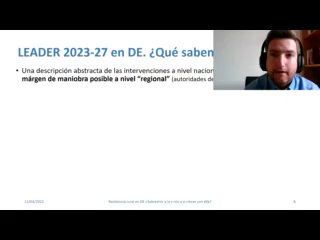 LEADER 2023-27 en DE. ¿Qué saben
• Una descripción abstracta de las intervenciones a nivel nacion
márgen de maniobra posible a nivel “regional” (autoridades de
11/04/2022
6